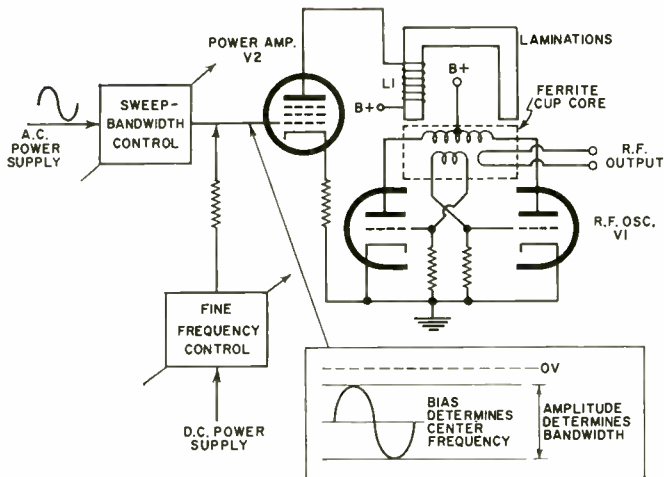 POWER AMP.
V2
LAMINATIONS
L1
B+
B+
FERRITE
CUP CORE
SWEEP-
BANDWIDTH
CONTROL
A.C.
POWER
SUPPLY
R.F.
OUTPUT
R.F. OSC.
V1
FINE
FREQUENCY
CONTROL
D.C. POWER
SUPPLY
0V
BIAS
DETERMINES
CENTER
FREQUENCY
AMPLITUDE
DETERMINES
BANDWIDTH